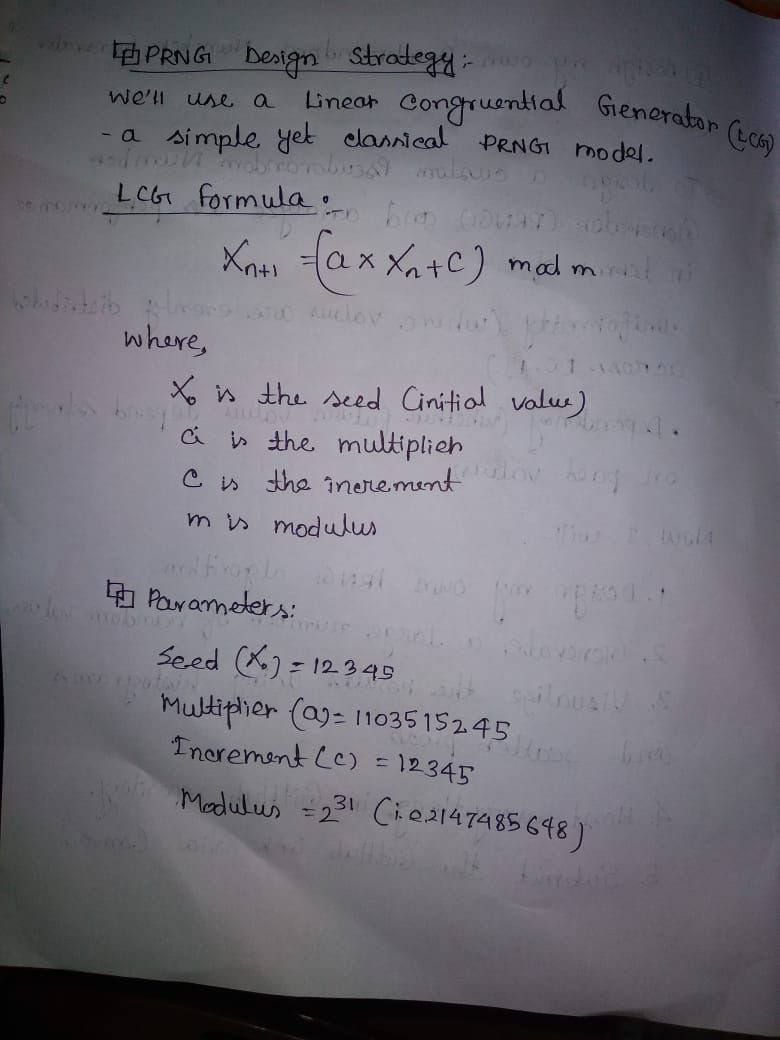 PRNG Design Strategy:-
We'll use a Linear Congruential Generator (LCG)
- a simple yet classical PRNG model.
LCG formula:
Xn+1 = (a x Xn + C) mod m
where,
X0 is the seed (initial value)
a is the multiplier
C is the increment
m is modulus
Parameters:
Seed (X0) = 12345
Multiplier (a) = 1103515245
Increment (c) = 12345
Modulus = 2^31 (i.e 2147485648)